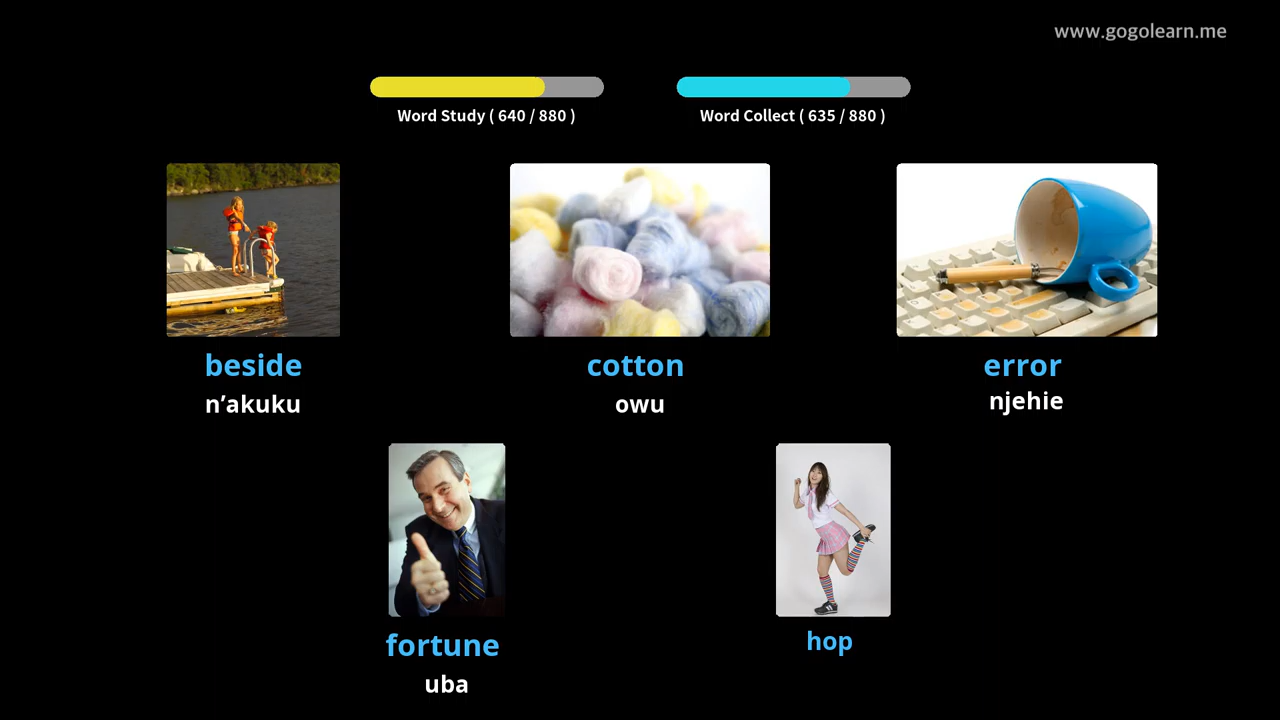 www.gogolearn.me
Word Study ( 640 / 880 )
Word Collect ( 635 / 880 )
beside
n’akuku
cotton
owu
error
njehie
fortune
uba
hop